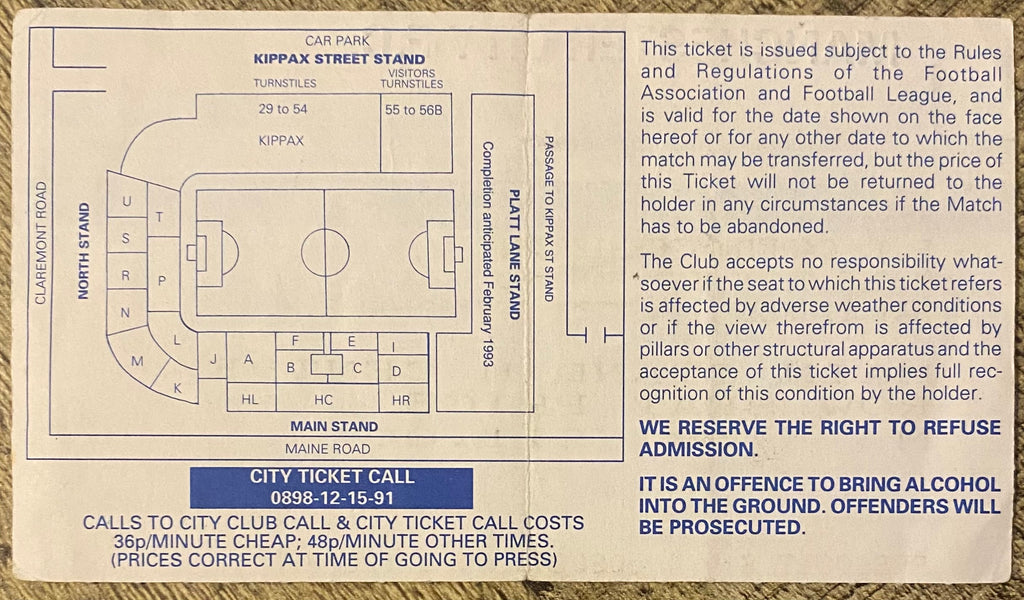 CAR PARK
KIPPAX STREET STAND
TURNSTILES
VISITORS
TURNSTILES
29 to 54
55 to 56B
KIPPAX
CLAREMONT ROAD
NORTH STAND
U
T
S
R
P
N
M
L
K
J
A
F
E
I
B
C
D
HL
HC
HR
Completion anticipated February 1993
PLATT LANE STAND
PASSAGE TO KIPPAX ST STAND
MAIN STAND
MAINE ROAD
CITY TICKET CALL
0898-12-15-91
CALLS TO CITY CLUB CALL & CITY TICKET CALL COSTS
36p/MINUTE CHEAP; 48p/MINUTE OTHER TIMES.
(PRICES CORRECT AT TIME OF GOING TO PRESS)
This ticket is issued subject to the Rules
and Regulations of the Football
Association and Football League, and
is valid for the date shown on the face
hereof or for any other date to which the
match may be transferred, but the price of
this Ticket will not be returned to the
holder in any circumstances if the Match
has to be abandoned.
The Club accepts no responsibility what-
soever if the seat to which this ticket refers
is affected by adverse weather conditions
or if the view therefrom is affected by
pillars or other structural apparatus and the
acceptance of this ticket implies full rec-
ognition of this condition by the holder.
WE RESERVE THE RIGHT TO REFUSE
ADMISSION.
IT IS AN OFFENCE TO BRING ALCOHOL
INTO THE GROUND. OFFENDERS WILL
BE PROSECUTED.